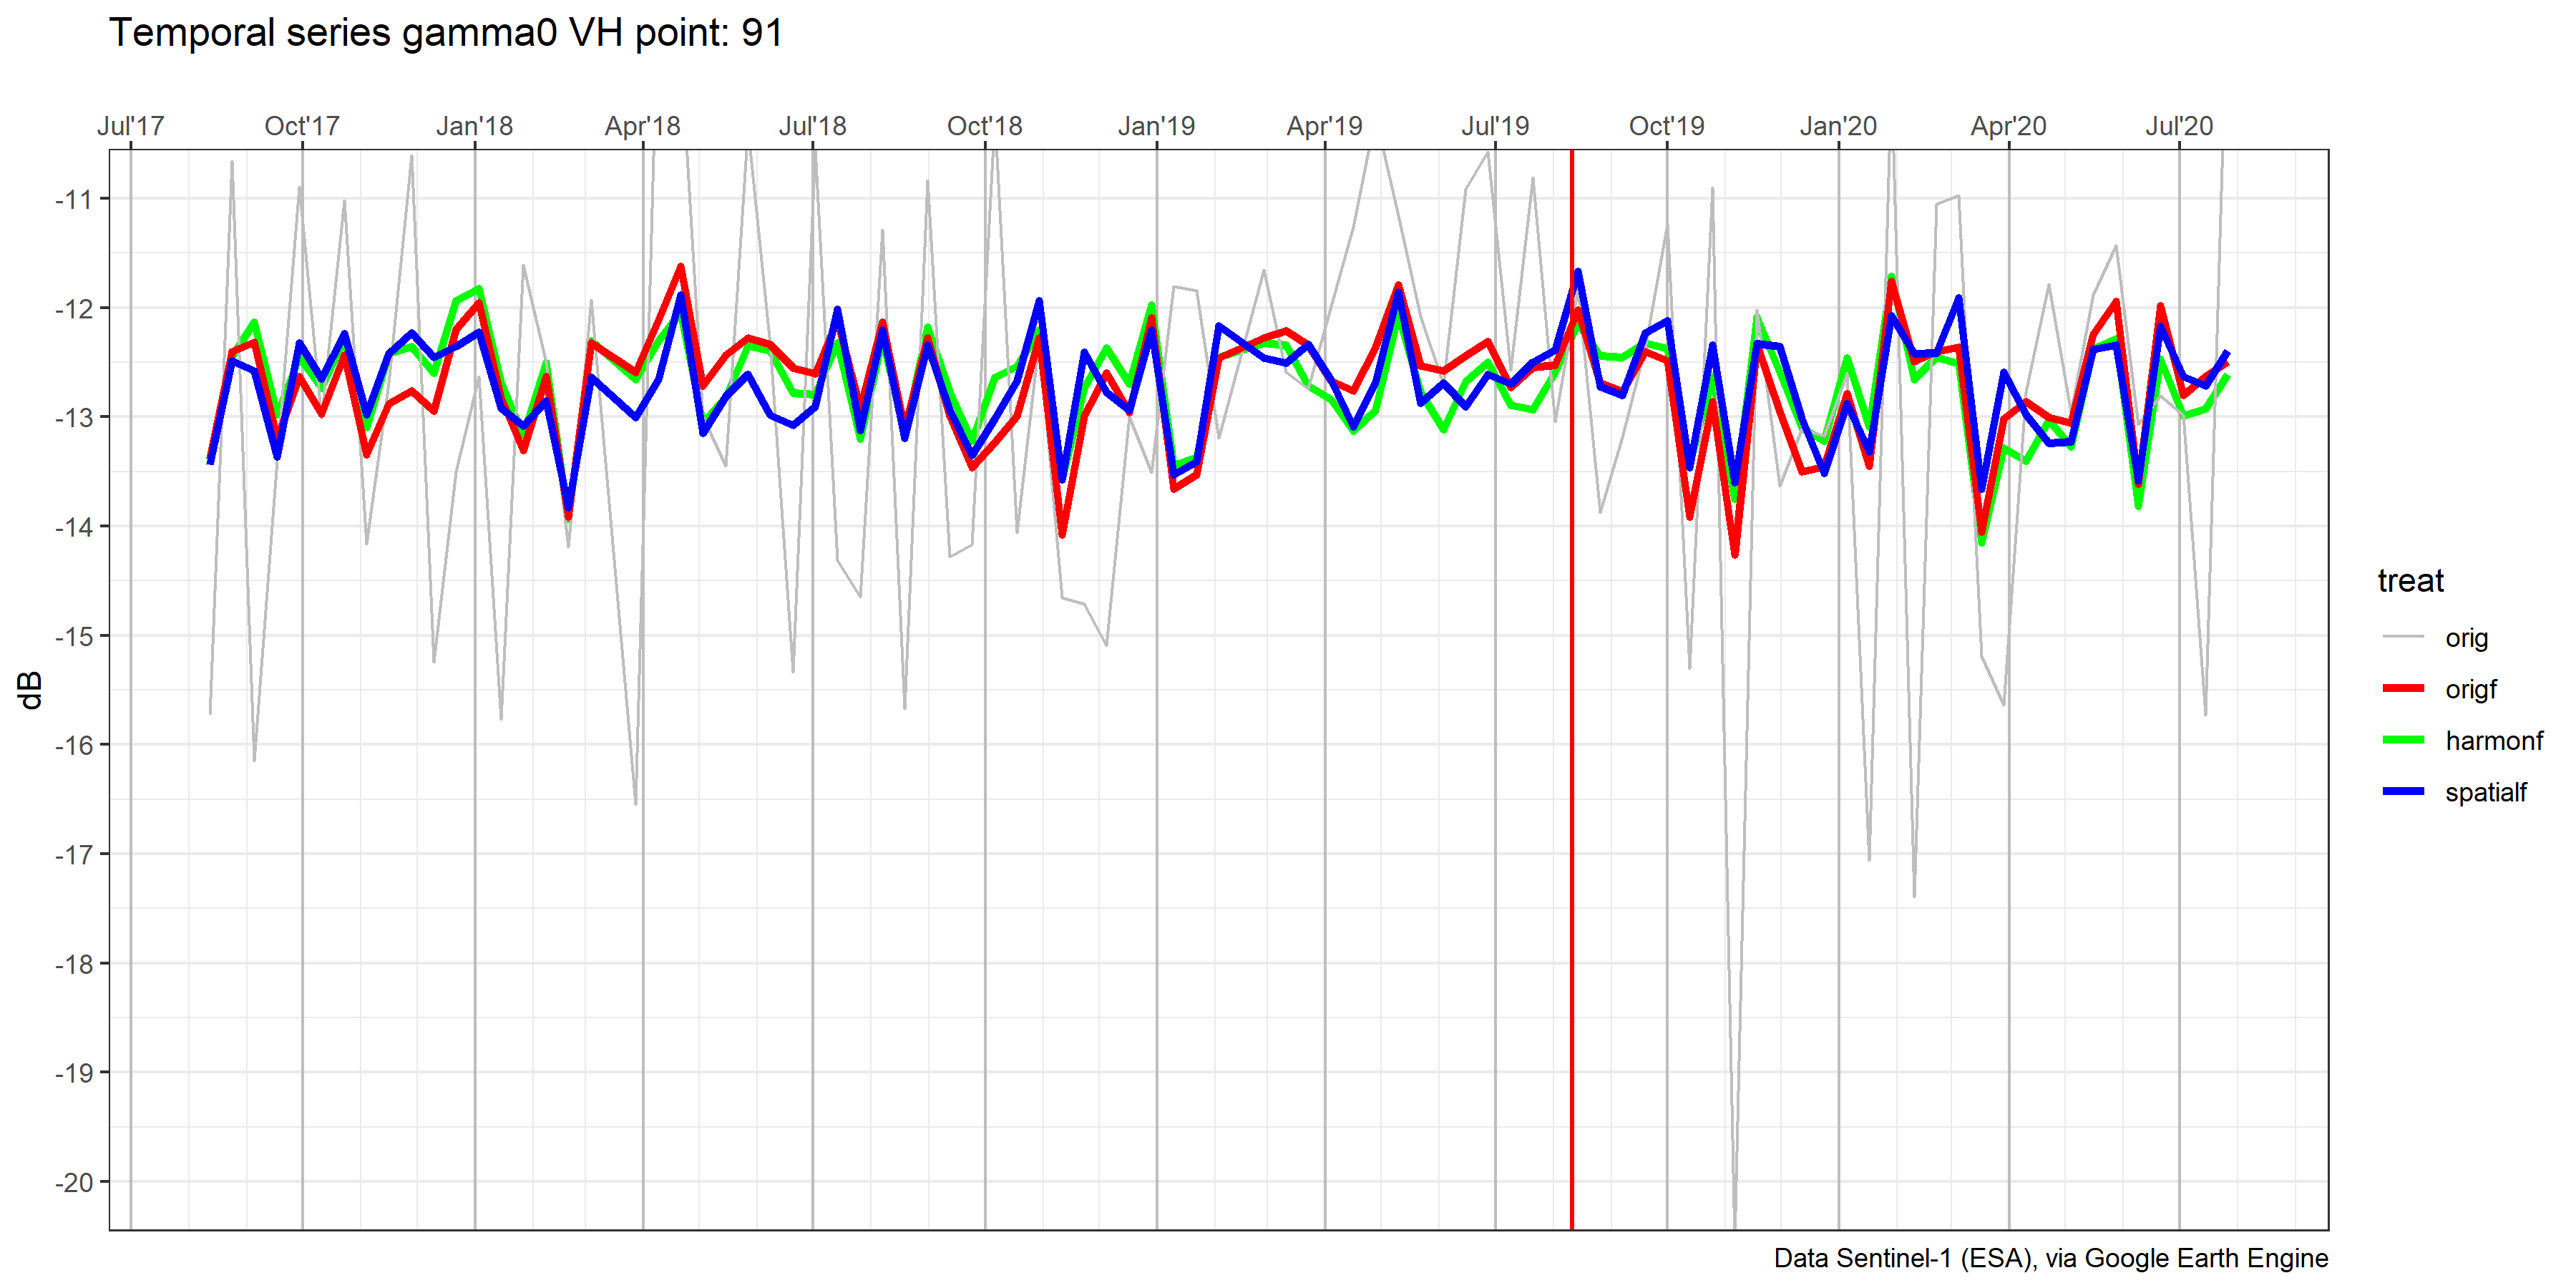 Temporal series gamma0 VH point: 91
Jul'17 Oct'17 Jan'18 Apr'18 Jul'18 Oct'18 Jan'19 Apr'19 Jul'19 Oct'19 Jan'20 Apr'20 Jul'20
-11
-12
-13
-14
-15
-16
-17
-18
-19
-20
dB
treat
orig
origf
harmonf
spatialf
Data Sentinel-1 (ESA), via Google Earth Engine